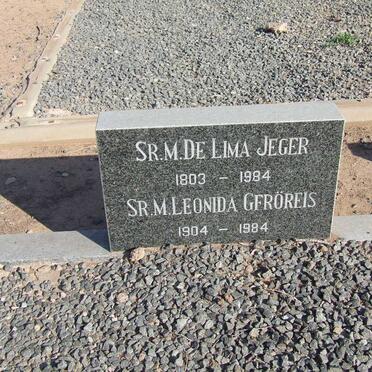 SR.M.DE LIMA JEGER
1803 - 1984
SR.M.LEONIDA GFRÖREIS
1904 - 1984